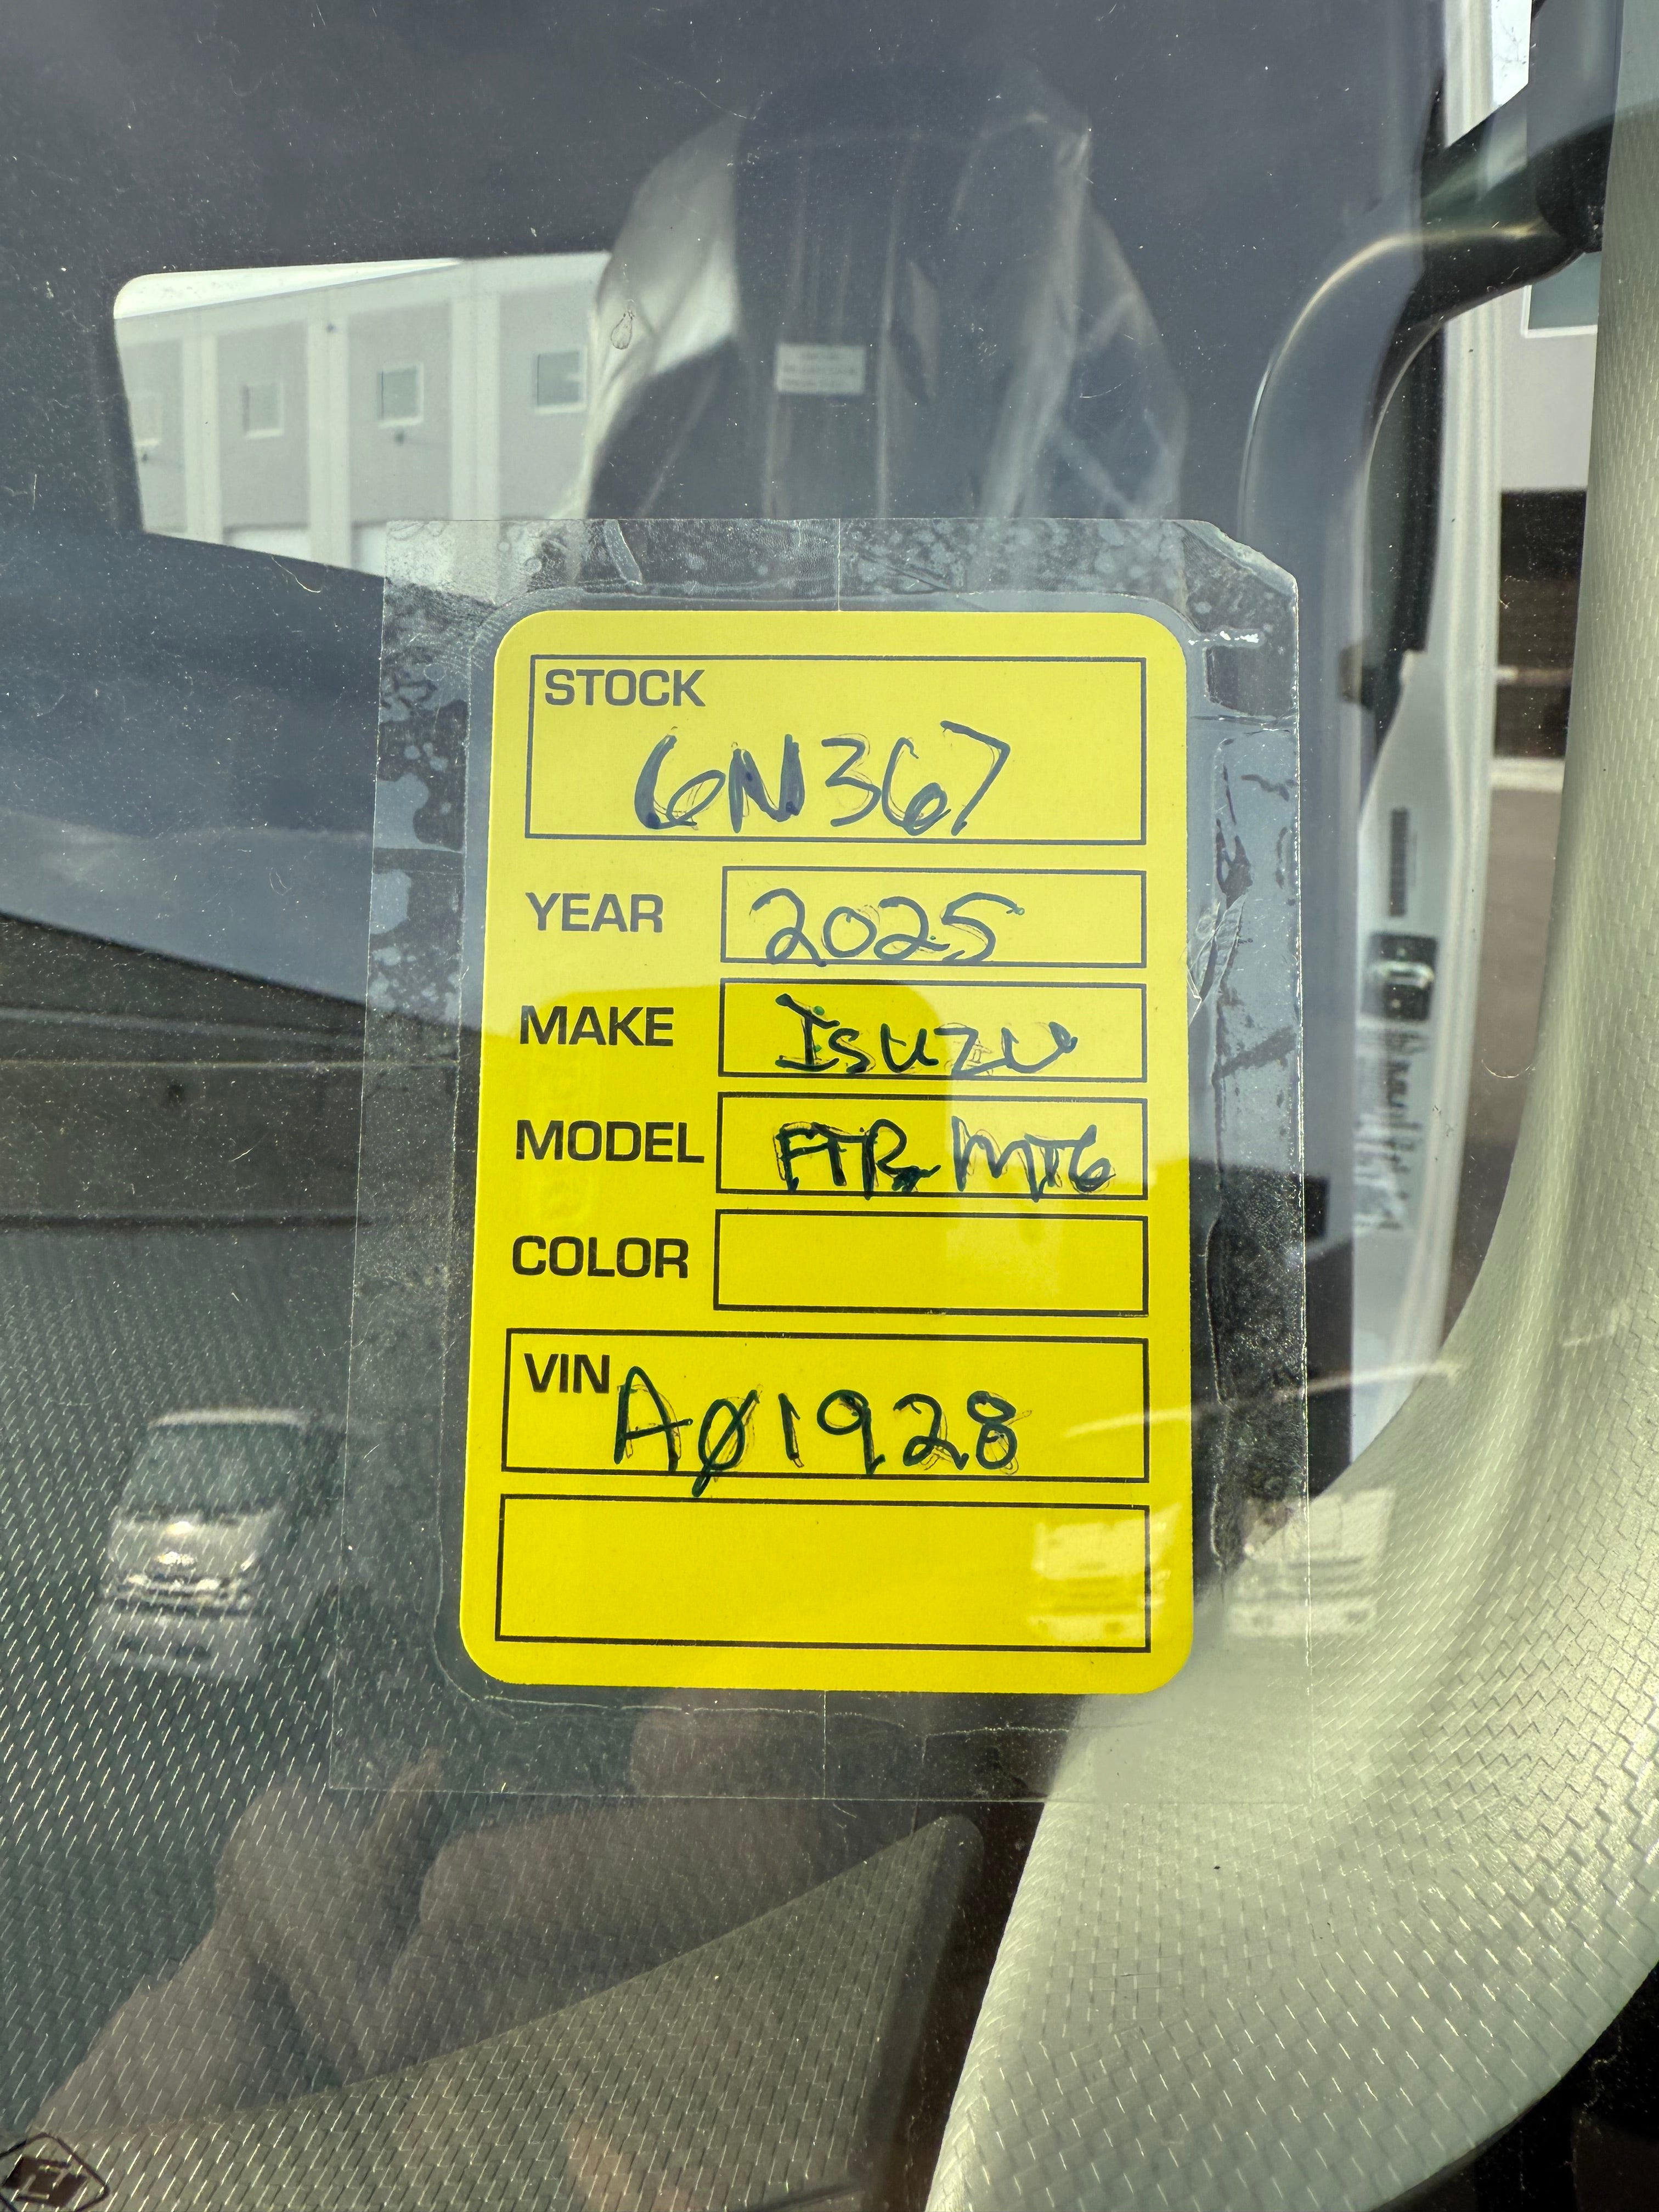 STOCK
6N367
YEAR 2025
MAKE Isuzu
MODEL FTR MT6
COLOR
VIN AØ1928